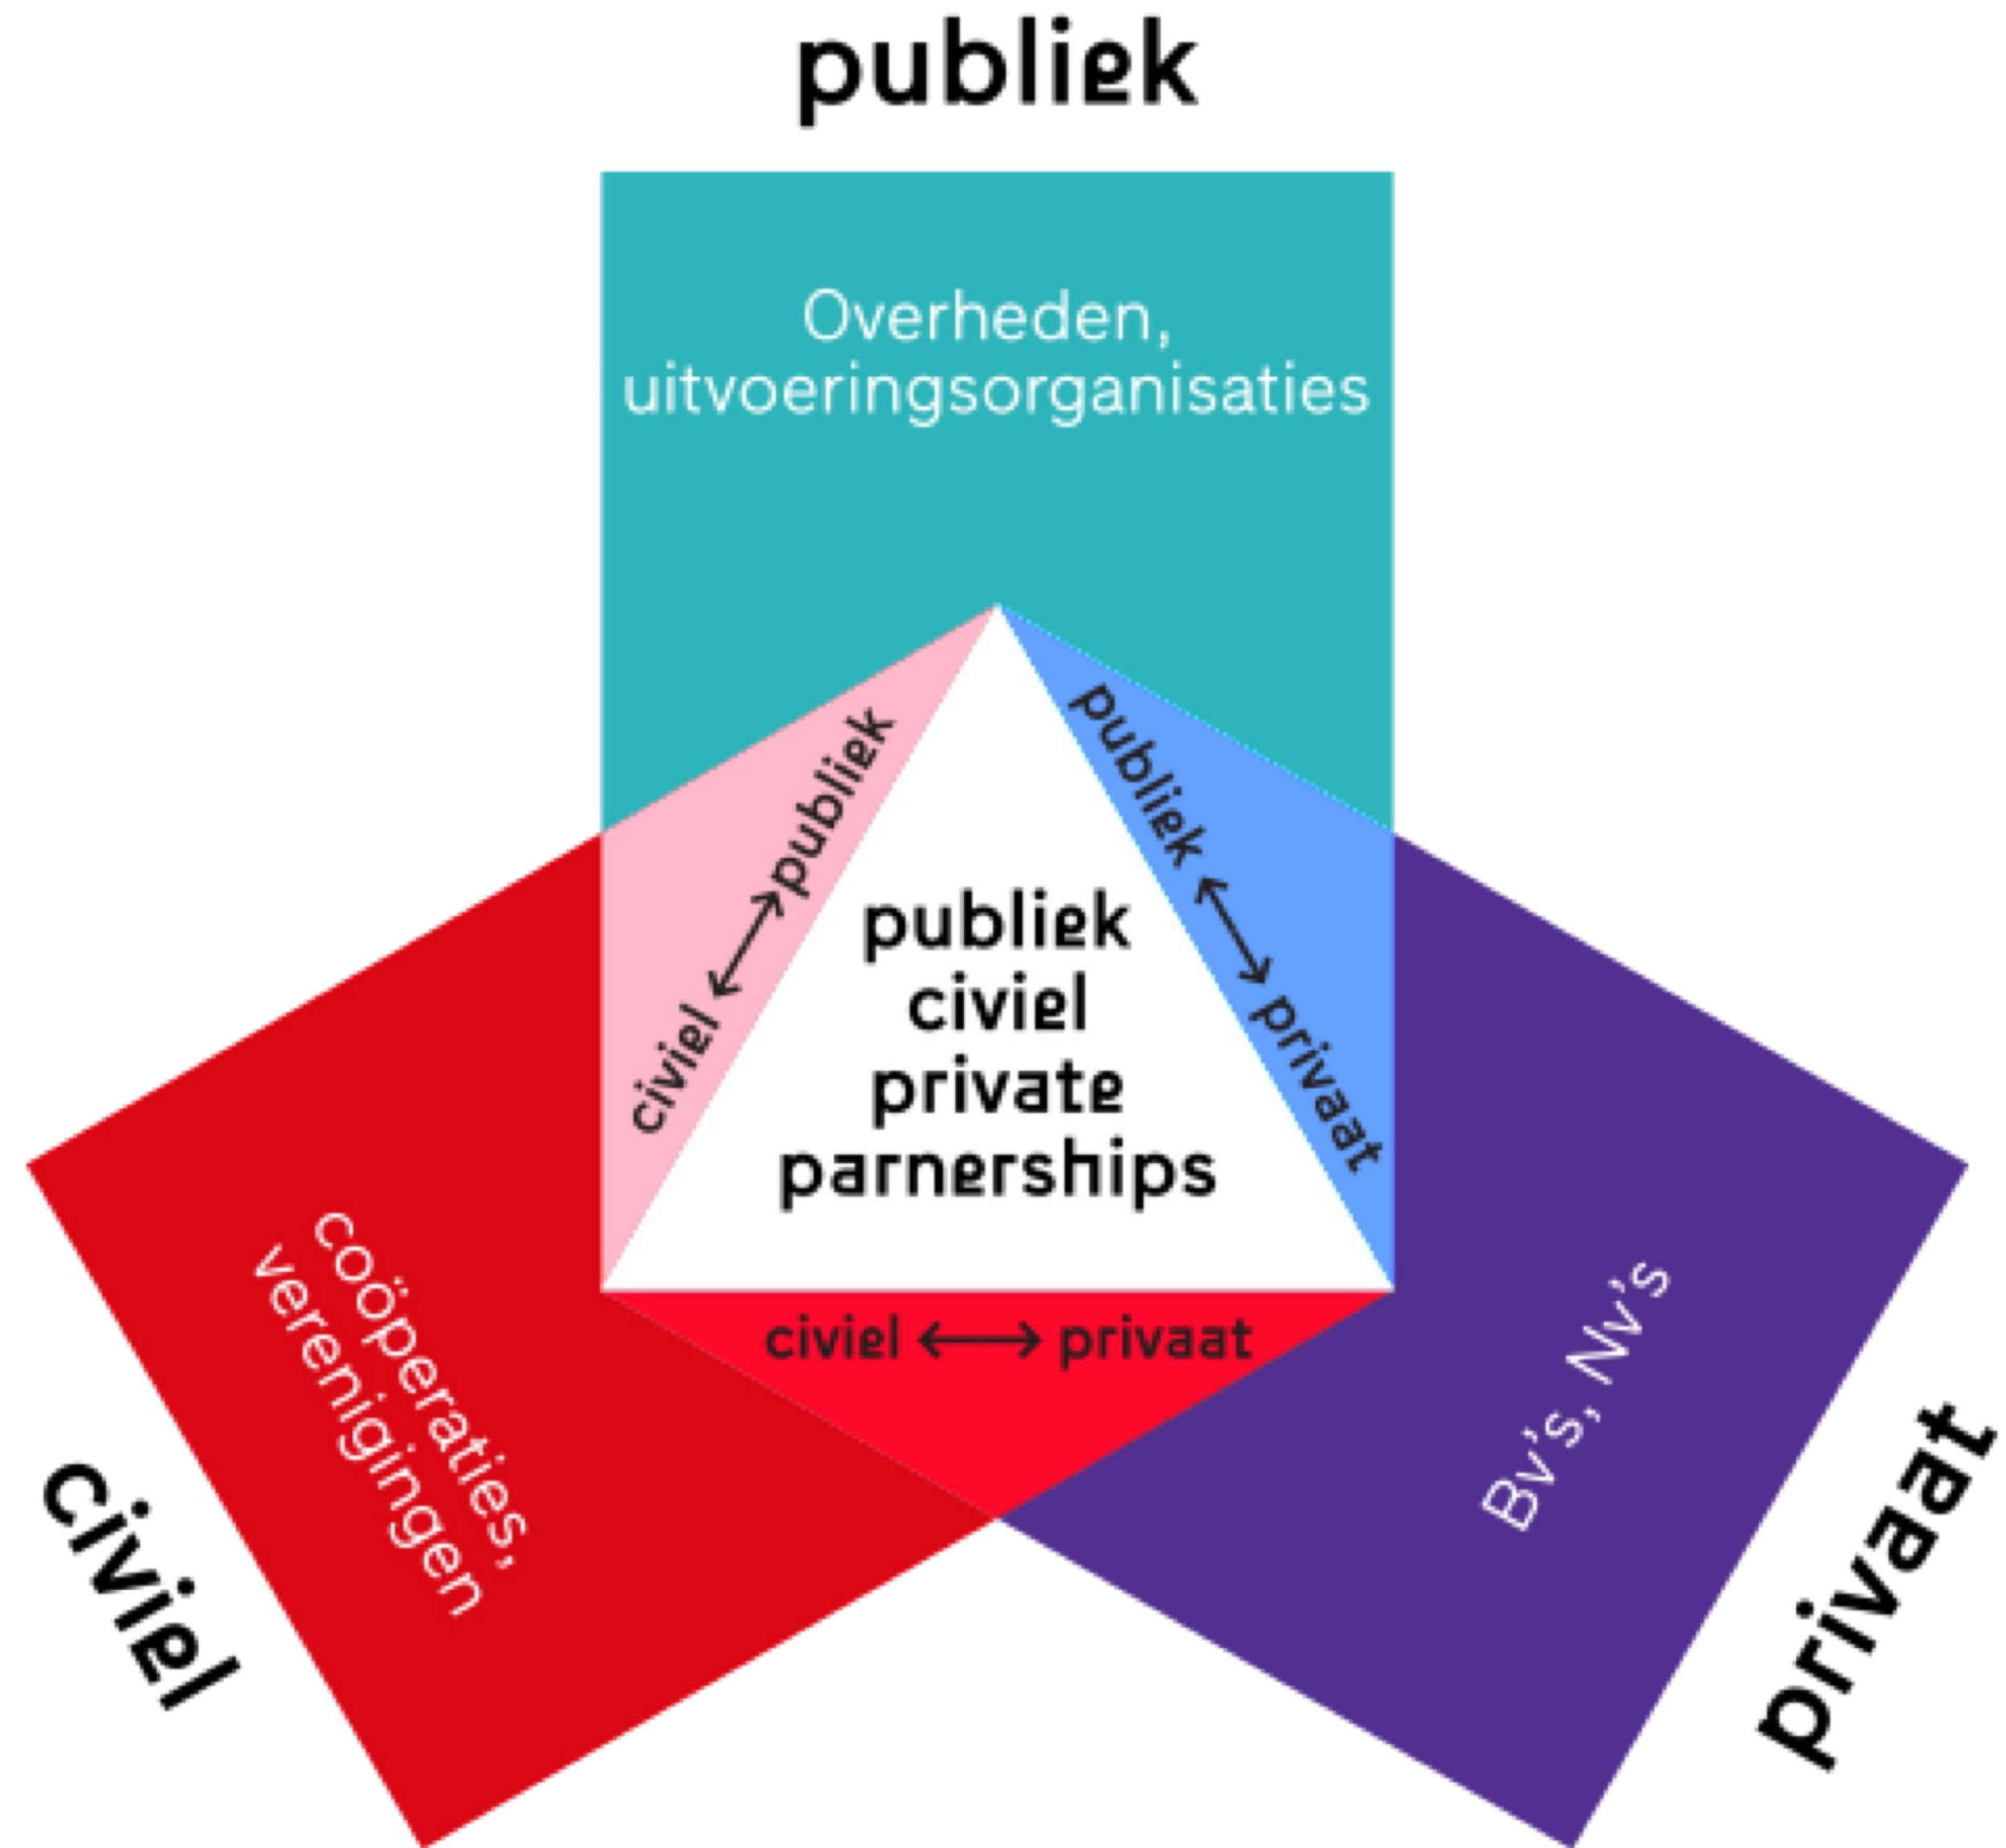 publiek
Overheden,
uitvoeringsorganisaties
civiel ↔ publiek
publiek ↔ privaat
publiek
civiel
private
parnerships
civiel ↔ privaat
coöperaties,
verenigingen
civiel
Bv's, Nv's
privaat